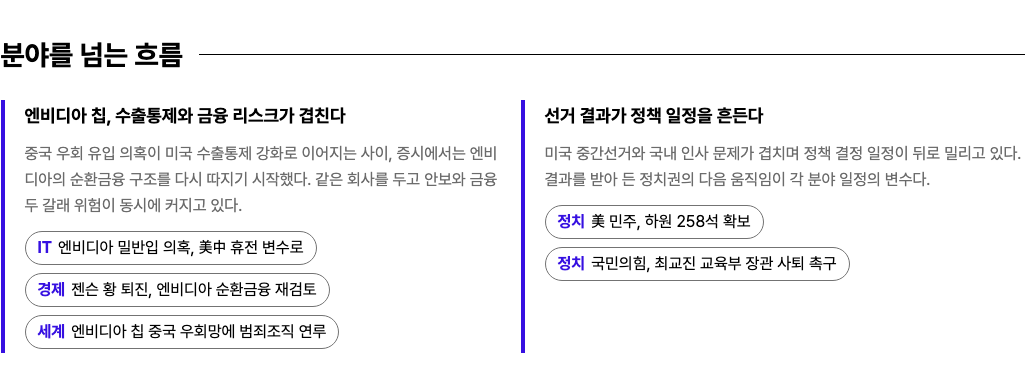 분야를 넘는 흐름
엔비디아 칩, 수출통제와 금융 리스크가 겹친다
중국 우회 유입 의혹이 미국 수출통제 강화로 이어지는 사이, 증시에서는 엔비
디아의 순환금융 구조를 다시 따지기 시작했다. 같은 회사를 두고 안보와 금융
두 갈래 위험이 동시에 커지고 있다.
IT 엔비디아 밀반입 의혹, 美中 휴전 변수로
경제 젠슨 황 퇴진, 엔비디아 순환금융 재검토
세계 엔비디아 칩 중국 우회망에 범죄조직 연루
선거 결과가 정책 일정을 흔든다
미국 중간선거와 국내 인사 문제가 겹치며 정책 결정 일정이 뒤로 밀리고 있다.
결과를 받아 든 정치권의 다음 움직임이 각 분야 일정의 변수다.
정치 美 민주, 하원 258석 확보
정치 국민의힘, 최교진 교육부 장관 사퇴 촉구